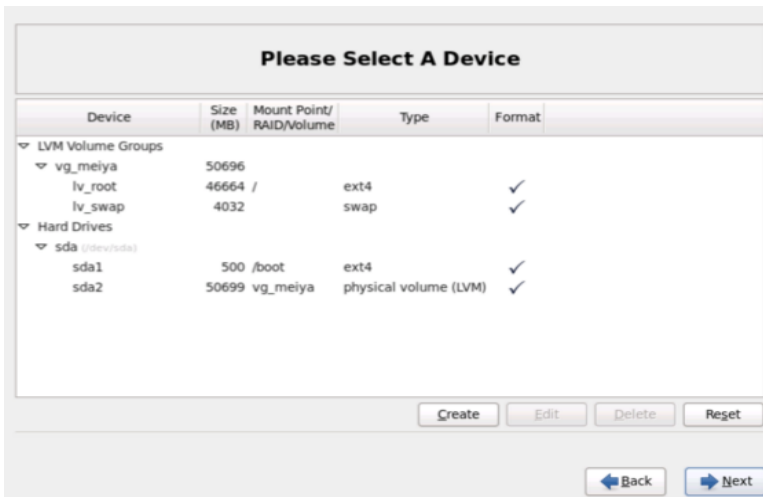 Please Select A Device
Device Size (MB) Mount Point/ RAID/Volume Type Format
LVM Volume Groups
vg_meiya 50696
lv_root 46664 / ext4 ✓
lv_swap 4032 swap ✓
Hard Drives
sda (/dev/sda)
sda1 500 /boot ext4 ✓
sda2 50699 vg_meiya physical volume (LVM) ✓
Create Edit Delete Reset
Back Next